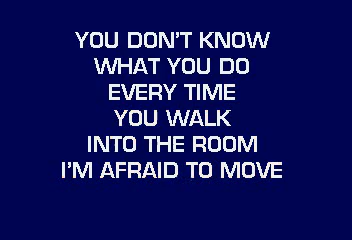 YOU DON'T KNOW
WHAT YOU DO
EVERY TIME
YOU WALK
INTO THE ROOM
I'M AFRAID TO MOVE